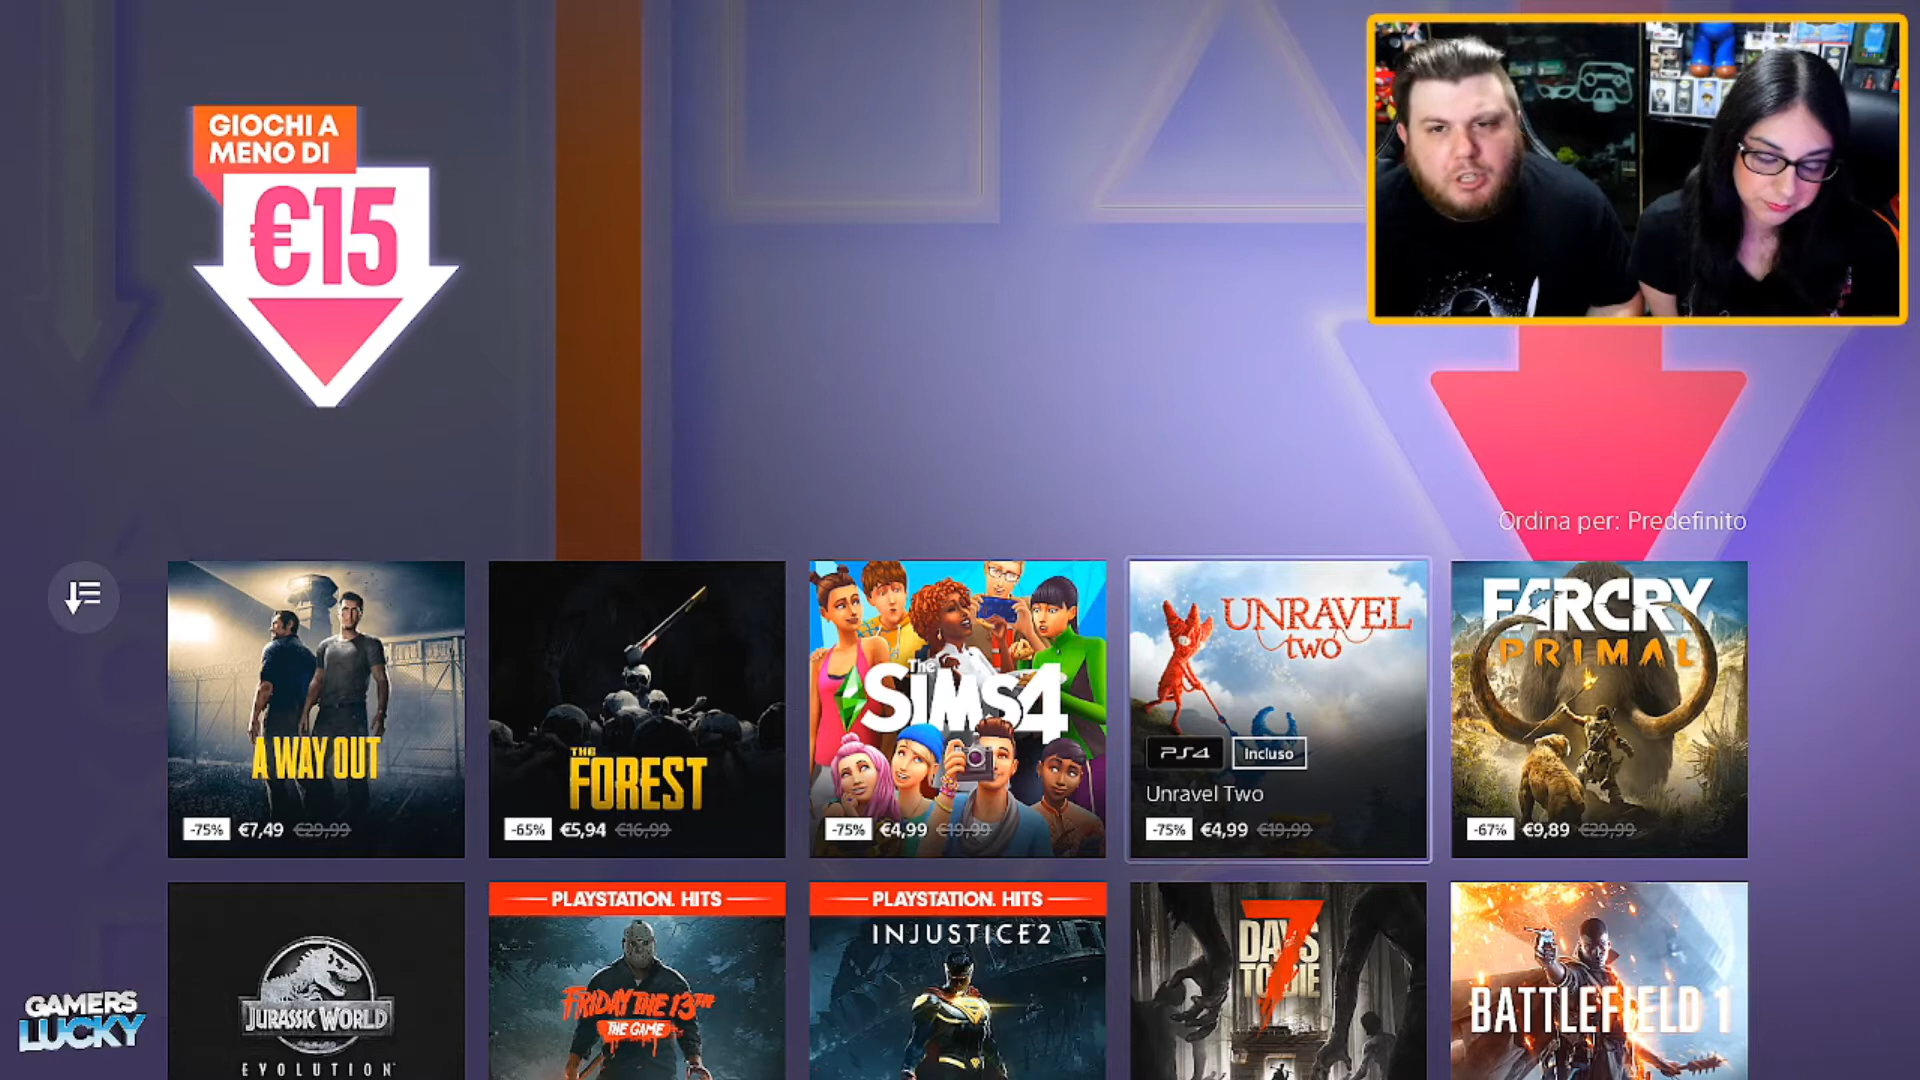 GIOCHI A
MENO DI
€15
Ordina per: Predefinito
A WAY OUT
-75% €7,49 €29,99
THE
FOREST
-65% €5,94 €16,99
The
SIMS4
-75% €4,99 €19,99
UNRAVEL
two
PS4 Incluso
Unravel Two
-75% €4,99 €19,99
FARCRY
PRIMAL
-67% €9,89 €29,99
JURASSIC WORLD
EVOLUTION
PLAYSTATION HITS
FRIDAY THE 13TH
THE GAME
PLAYSTATION HITS
INJUSTICE2
7
DAYS
TO DIE
BATTLEFIELD 1
GAMERS
LUCKY